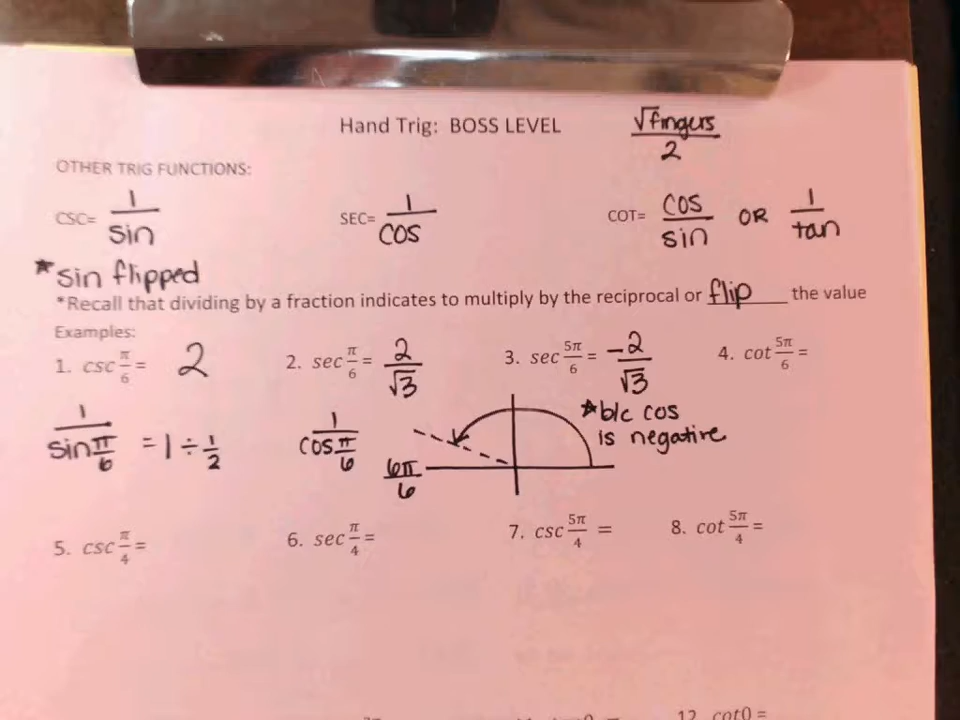 Hand Trig: BOSS LEVEL
√fingers/2
OTHER TRIG FUNCTIONS:
CSC= 1/sin
SEC= 1/cos
COT= cos/sin OR 1/tan
*sin flipped
*Recall that dividing by a fraction indicates to multiply by the reciprocal or flip the value
Examples:
1. csc π/6 = 2
2. sec π/6 = 2/√3
3. sec 5π/6 = -2/√3
4. cot 5π/6 =
1/sin π/6 = 1 ÷ 1/2
1/cos π/6
6π/6
*b/c cos
is negative
5. csc π/4 =
6. sec π/4 =
7. csc 5π/4 =
8. cot 5π/4 =
12. cot0 =